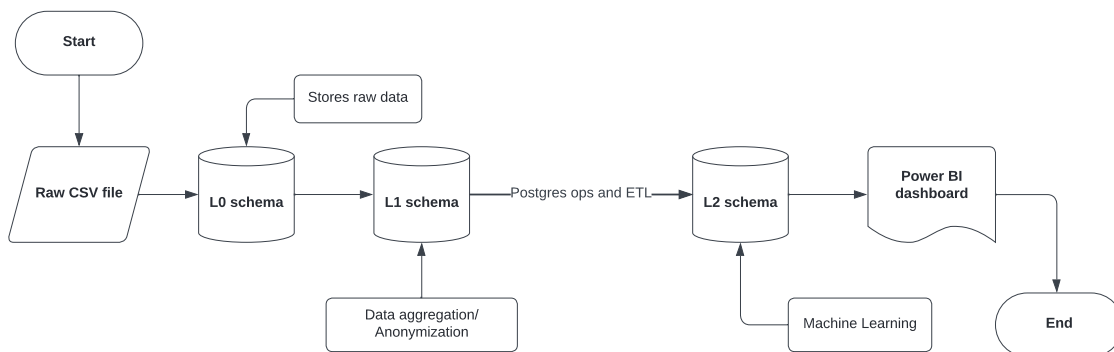 Start
Stores raw data
Raw CSV file
L0 schema
L1 schema
Postgres ops and ETL
L2 schema
Power BI
dashboard
Data aggregation/
Anonymization
Machine Learning
End